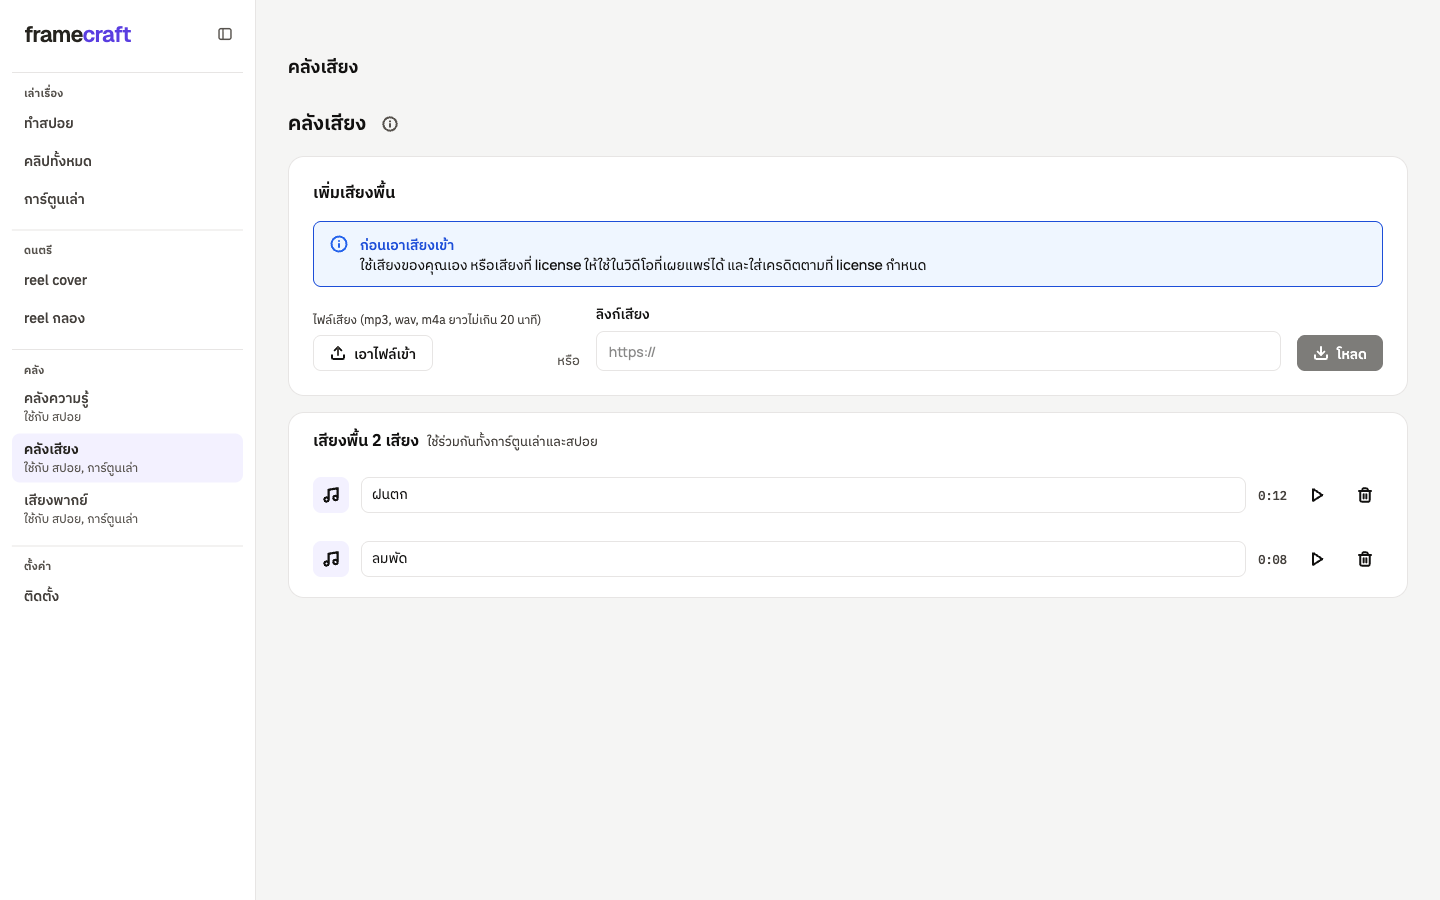 framecraft
เล่าเรื่อง
ทำสปอย
คลิปทั้งหมด
การ์ตูนเล่า
ดนตรี
reel cover
reel กลอง
คลัง
คลังความรู้
ใช้กับ สปอย
คลังเสียง
ใช้กับ สปอย, การ์ตูนเล่า
เสียงพากย์
ใช้กับ สปอย, การ์ตูนเล่า
ตั้งค่า
ติดตั้ง
คลังเสียง
คลังเสียง
เพิ่มเสียงพื้น
ก่อนเอาเสียงเข้า
ใช้เสียงของคุณเอง หรือเสียงที่ license ให้ใช้ในวิดีโอที่เผยแพร่ได้ และใส่เครดิตตามที่ license กำหนด
ไฟล์เสียง (mp3, wav, m4a ยาวไม่เกิน 20 นาที)
เอาไฟล์เข้า
หรือ
ลิงก์เสียง
https://
โหลด
เสียงพื้น 2 เสียง ใช้ร่วมกันทั้งการ์ตูนเล่าและสปอย
ฝนตก 0:12
ลมพัด 0:08